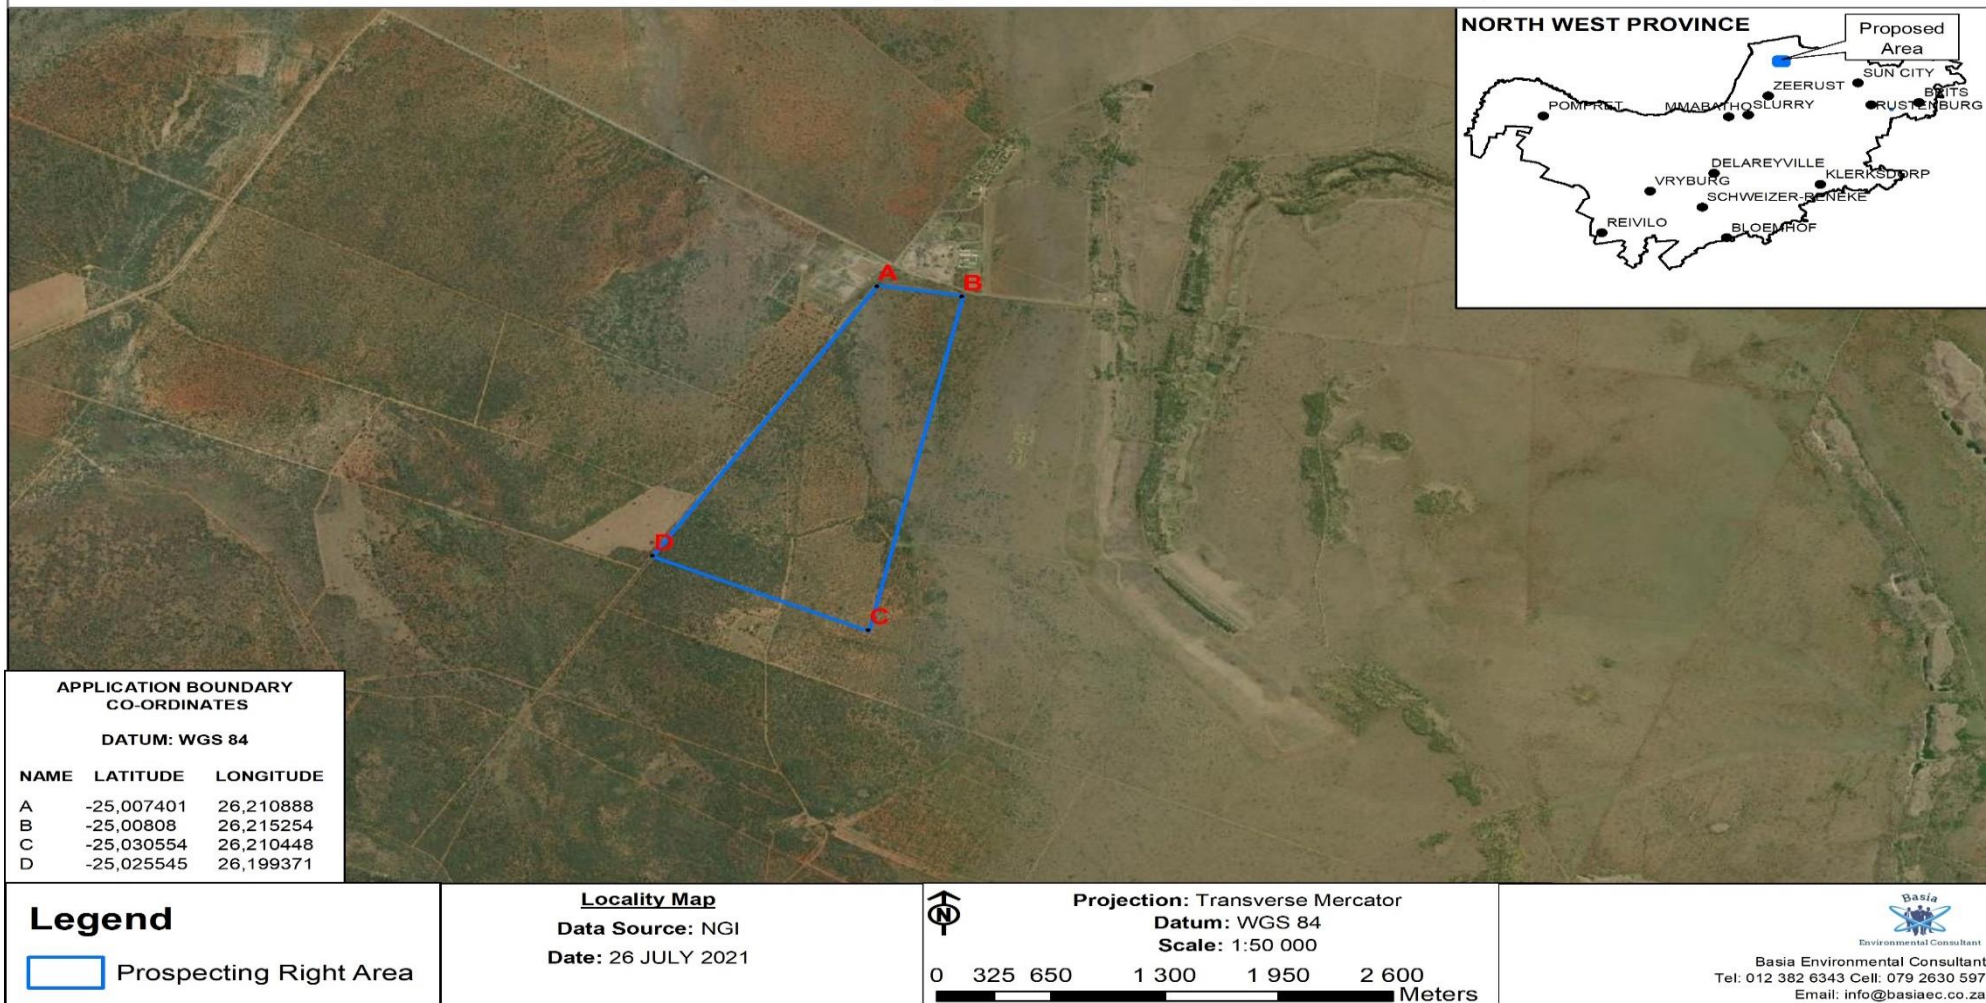 NORTH WEST PROVINCE
Proposed
Area
SUN CITY
ZEERUST
BRITS
POMFRET
MMABATHO
SLURRY
RUSTENBURG
DELAREYVILLE
KLERKSDORP
VRYBURG
SCHWEIZER-RENEKE
REIVILO
BLOEMHOF
A
B
D
C
APPLICATION BOUNDARY
CO-ORDINATES
DATUM: WGS 84
NAME LATITUDE LONGITUDE
A -25,007401 26,210888
B -25,00808 26,215254
C -25,030554 26,210448
D -25,025545 26,199371
Legend
Prospecting Right Area
Locality Map
Data Source: NGI
Date: 26 JULY 2021
N
Projection: Transverse Mercator
Datum: WGS 84
Scale: 1:50 000
0 325 650 1 300 1 950 2 600
Meters
Basia
Environmental Consultant
Basia Environmental Consultant
Tel: 012 382 6343 Cell: 079 2630 597
Email: info@basiaec.co.za